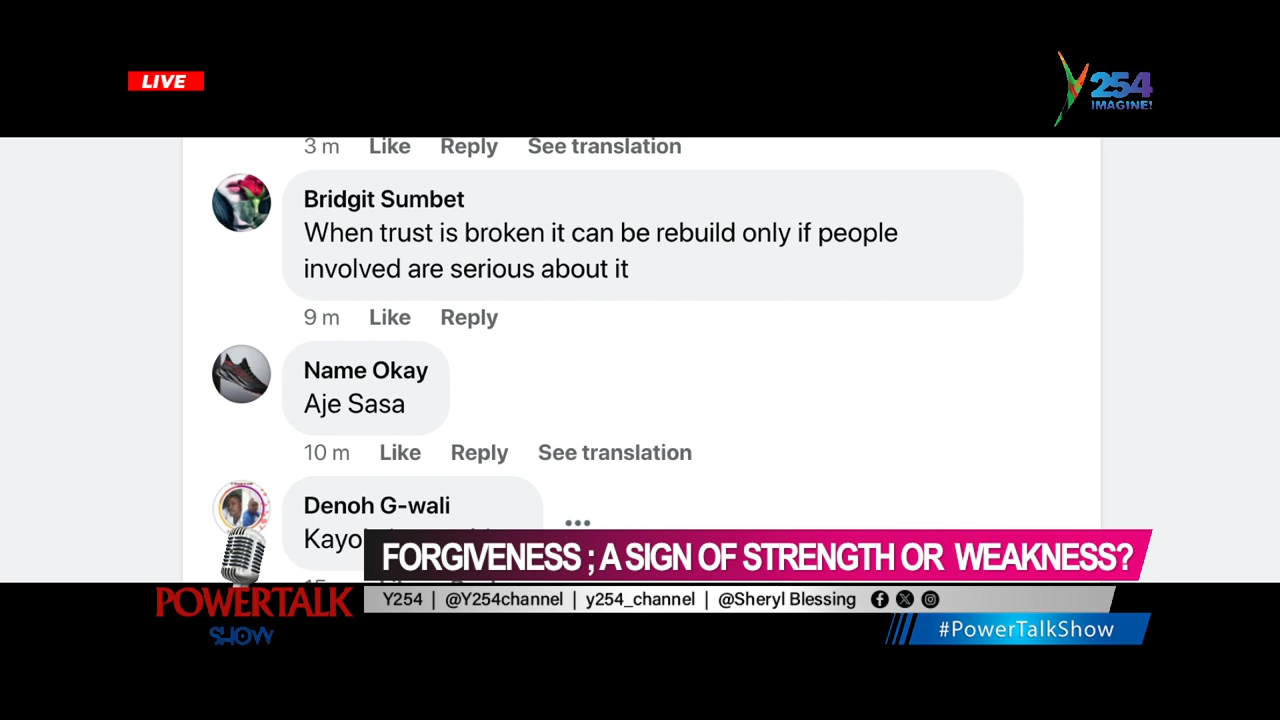 LIVE
254
IMAGINE!
3 m Like Reply See translation
Bridgit Sumbet
When trust is broken it can be rebuild only if people
involved are serious about it
9 m Like Reply
Name Okay
Aje Sasa
10 m Like Reply See translation
Denoh G-wali
FORGIVENESS ; A SIGN OF STRENGTH OR WEAKNESS?
POWERTALK
SHOW
Y254 | @Y254channel | y254_channel | @Sheryl Blessing
#PowerTalkShow